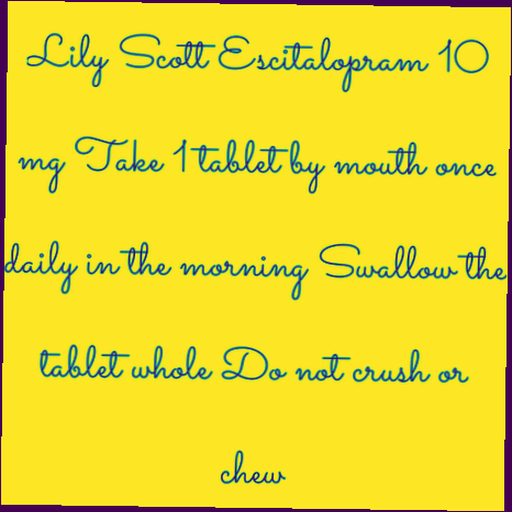 Lily Scott Escitalopram 10
mg Take 1 tablet by mouth once
daily in the morning Swallow the
tablet whole Do not crush or
chew